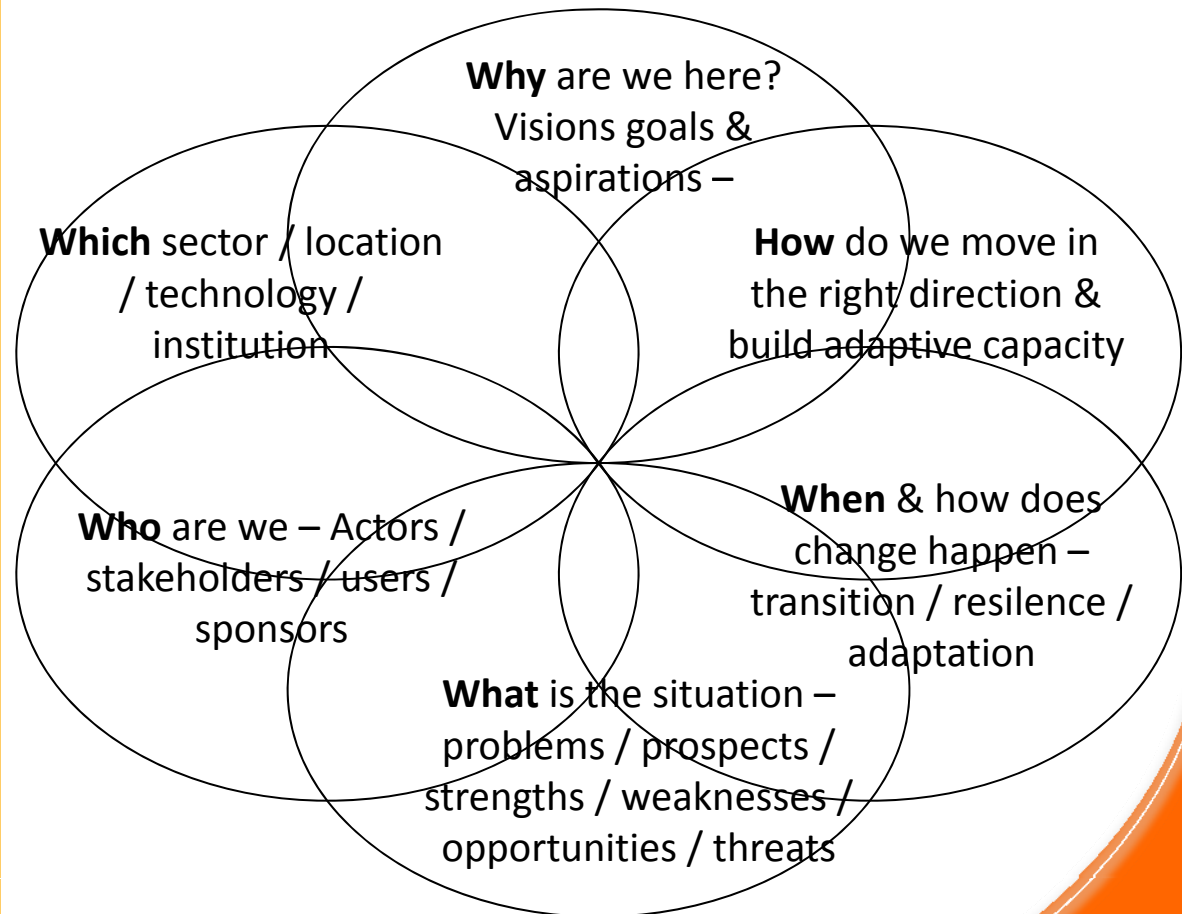 Why are we here?
Visions goals &
aspirations –
Which sector / location
/ technology /
institution
How do we move in
the right direction &
build adaptive capacity
Who are we – Actors /
stakeholders / users /
sponsors
When & how does
change happen –
transition / resilence /
adaptation
What is the situation –
problems / prospects /
strengths / weaknesses /
opportunities / threats